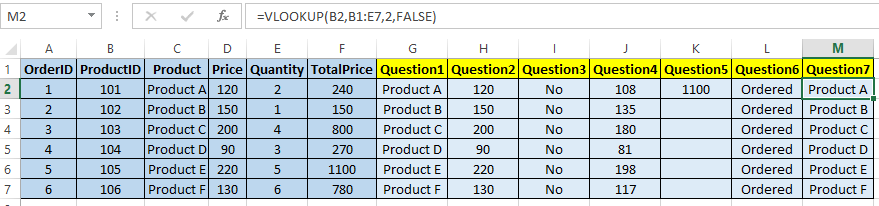 M2 fx =VLOOKUP(B2,B1:E7,2,FALSE)
A B C D E F G H I J K L M
1 OrderID ProductID Product Price Quantity TotalPrice Question1 Question2 Question3 Question4 Question5 Question6 Question7
2 1 101 Product A 120 2 240 Product A 120 No 108 1100 Ordered Product A
3 2 102 Product B 150 1 150 Product B 150 No 135 Ordered Product B
4 3 103 Product C 200 4 800 Product C 200 No 180 Ordered Product C
5 4 104 Product D 90 3 270 Product D 90 No 81 Ordered Product D
6 5 105 Product E 220 5 1100 Product E 220 No 198 Ordered Product E
7 6 106 Product F 130 6 780 Product F 130 No 117 Ordered Product F